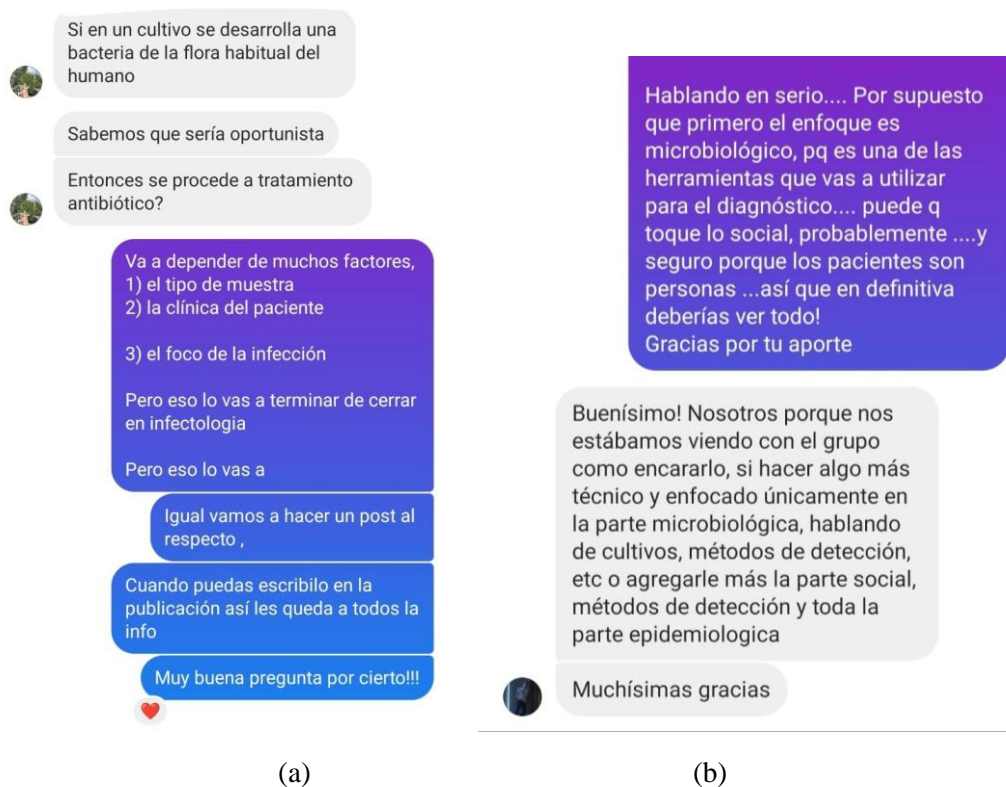 Si en un cultivo se desarrolla una
bacteria de la flora habitual del
humano
Sabemos que sería oportunista
Entonces se procede a tratamiento
antibiótico?
Va a depender de muchos factores,
1) el tipo de muestra
2) la clínica del paciente
3) el foco de la infección
Pero eso lo vas a terminar de cerrar
en infectologia
Pero eso lo vas a
Igual vamos a hacer un post al
respecto ,
Cuando puedas escribilo en la
publicación así les queda a todos la
info
Muy buena pregunta por cierto!!!
(a)
Hablando en serio.... Por supuesto
que primero el enfoque es
microbiológico, pq es una de las
herramientas que vas a utilizar
para el diagnóstico.... puede q
toque lo social, probablemente ....y
seguro porque los pacientes son
personas ...así que en definitiva
deberías ver todo!
Gracias por tu aporte
Buenísimo! Nosotros porque nos
estábamos viendo con el grupo
como encararlo, si hacer algo más
técnico y enfocado únicamente en
la parte microbiológica, hablando
de cultivos, métodos de detección,
etc o agregarle más la parte social,
métodos de detección y toda la
parte epidemiologica
Muchísimas gracias
(b)